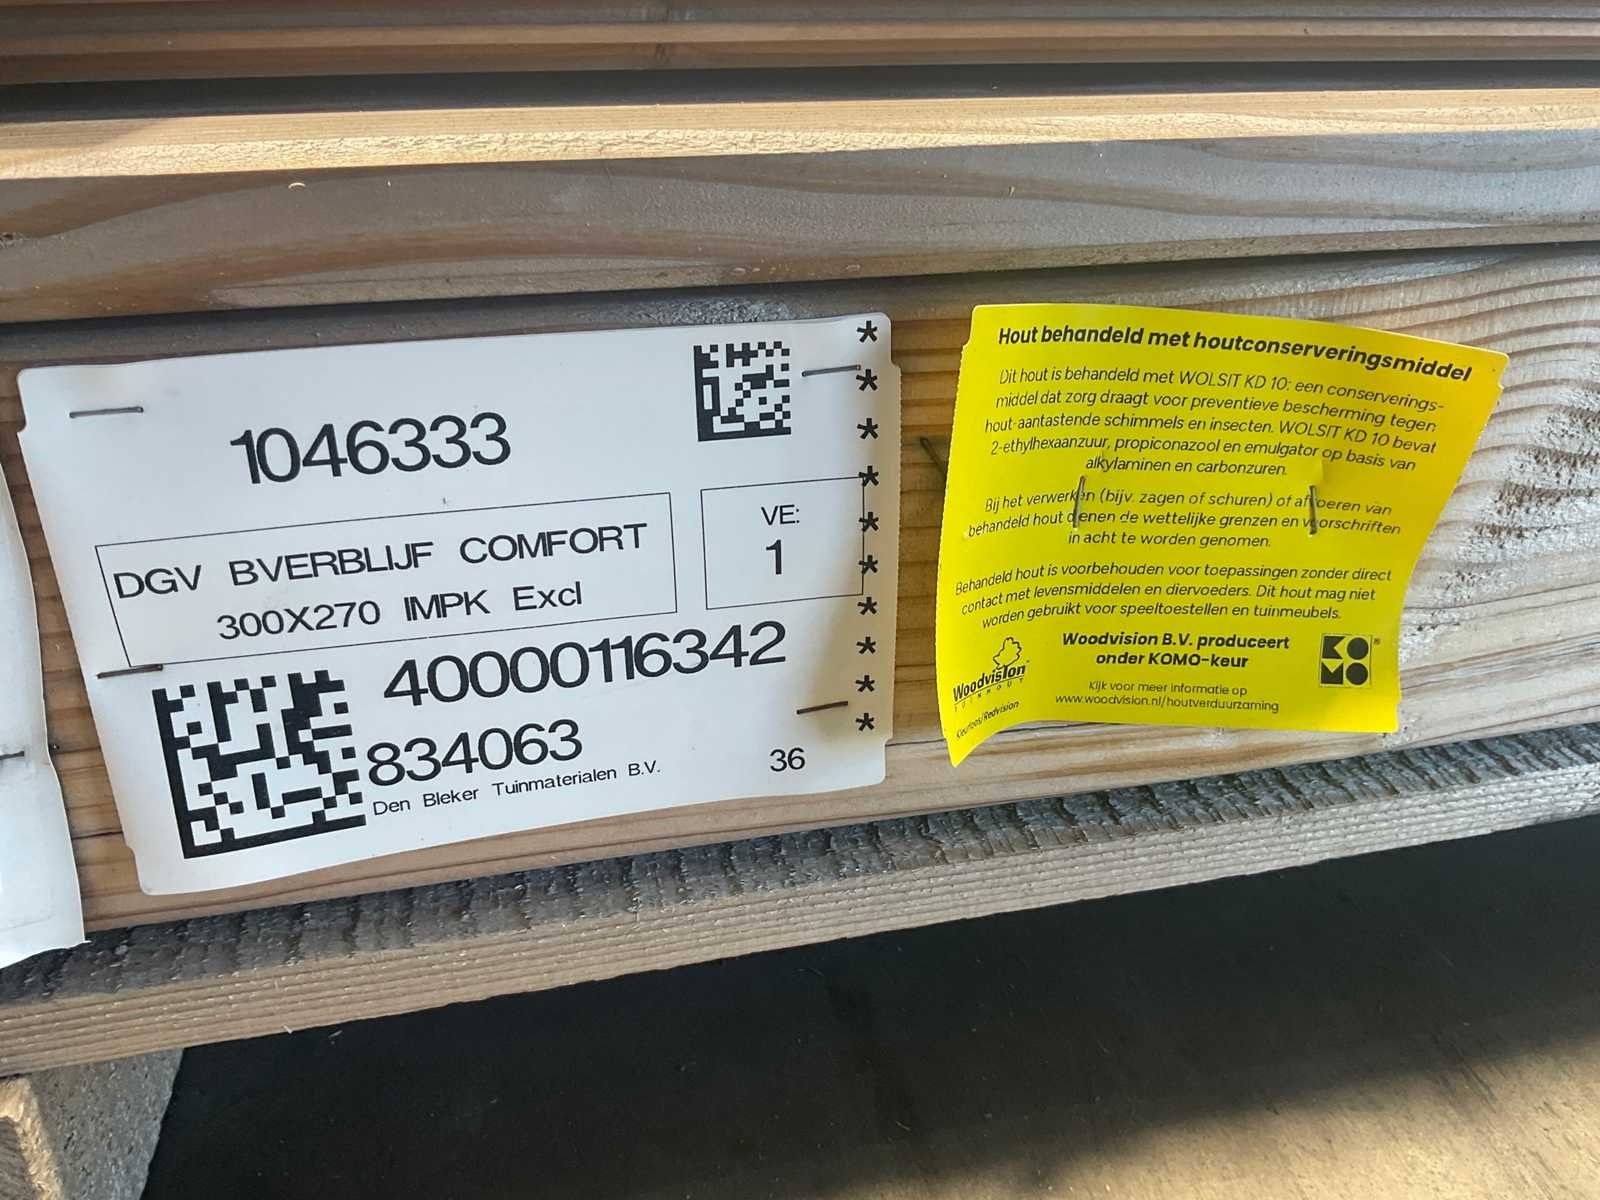 1046333
DGV BVERBLIJF COMFORT
300X270 IMPK Excl
VE:
1
40000116342
834063
Den Bleker Tuinmaterialen B.V.
36
* * * * * * * * * *
Hout behandeld met houtconserveringsmiddel
Dit hout is behandeld met WOLSIT KD 10: een conserverings-
middel dat zorg draagt voor preventieve bescherming tegen
hout-aantastende schimmels en insecten. WOLSIT KD 10 bevat
2-ethylhexaanzuur, propiconazool en emulgator op basis van
alkylaminen en carbonzuren.
Bij het verwerken (bijv. zagen of schuren) of afvoeren van
behandeld hout dienen de wettelijke grenzen en voorschriften
in acht te worden genomen.
Behandeld hout is voorbehouden voor toepassingen zonder direct
contact met levensmiddelen en diervoeders. Dit hout mag niet
worden gebruikt voor speeltoestellen en tuinmeubels.
Woodvision B.V. produceert
onder KOMO-keur
Kijk voor meer informatie op
www.woodvision.nl/houtverduurzaming
Woodvision
TUINHOUT
Kleurloos/Redvision
KO
MO®